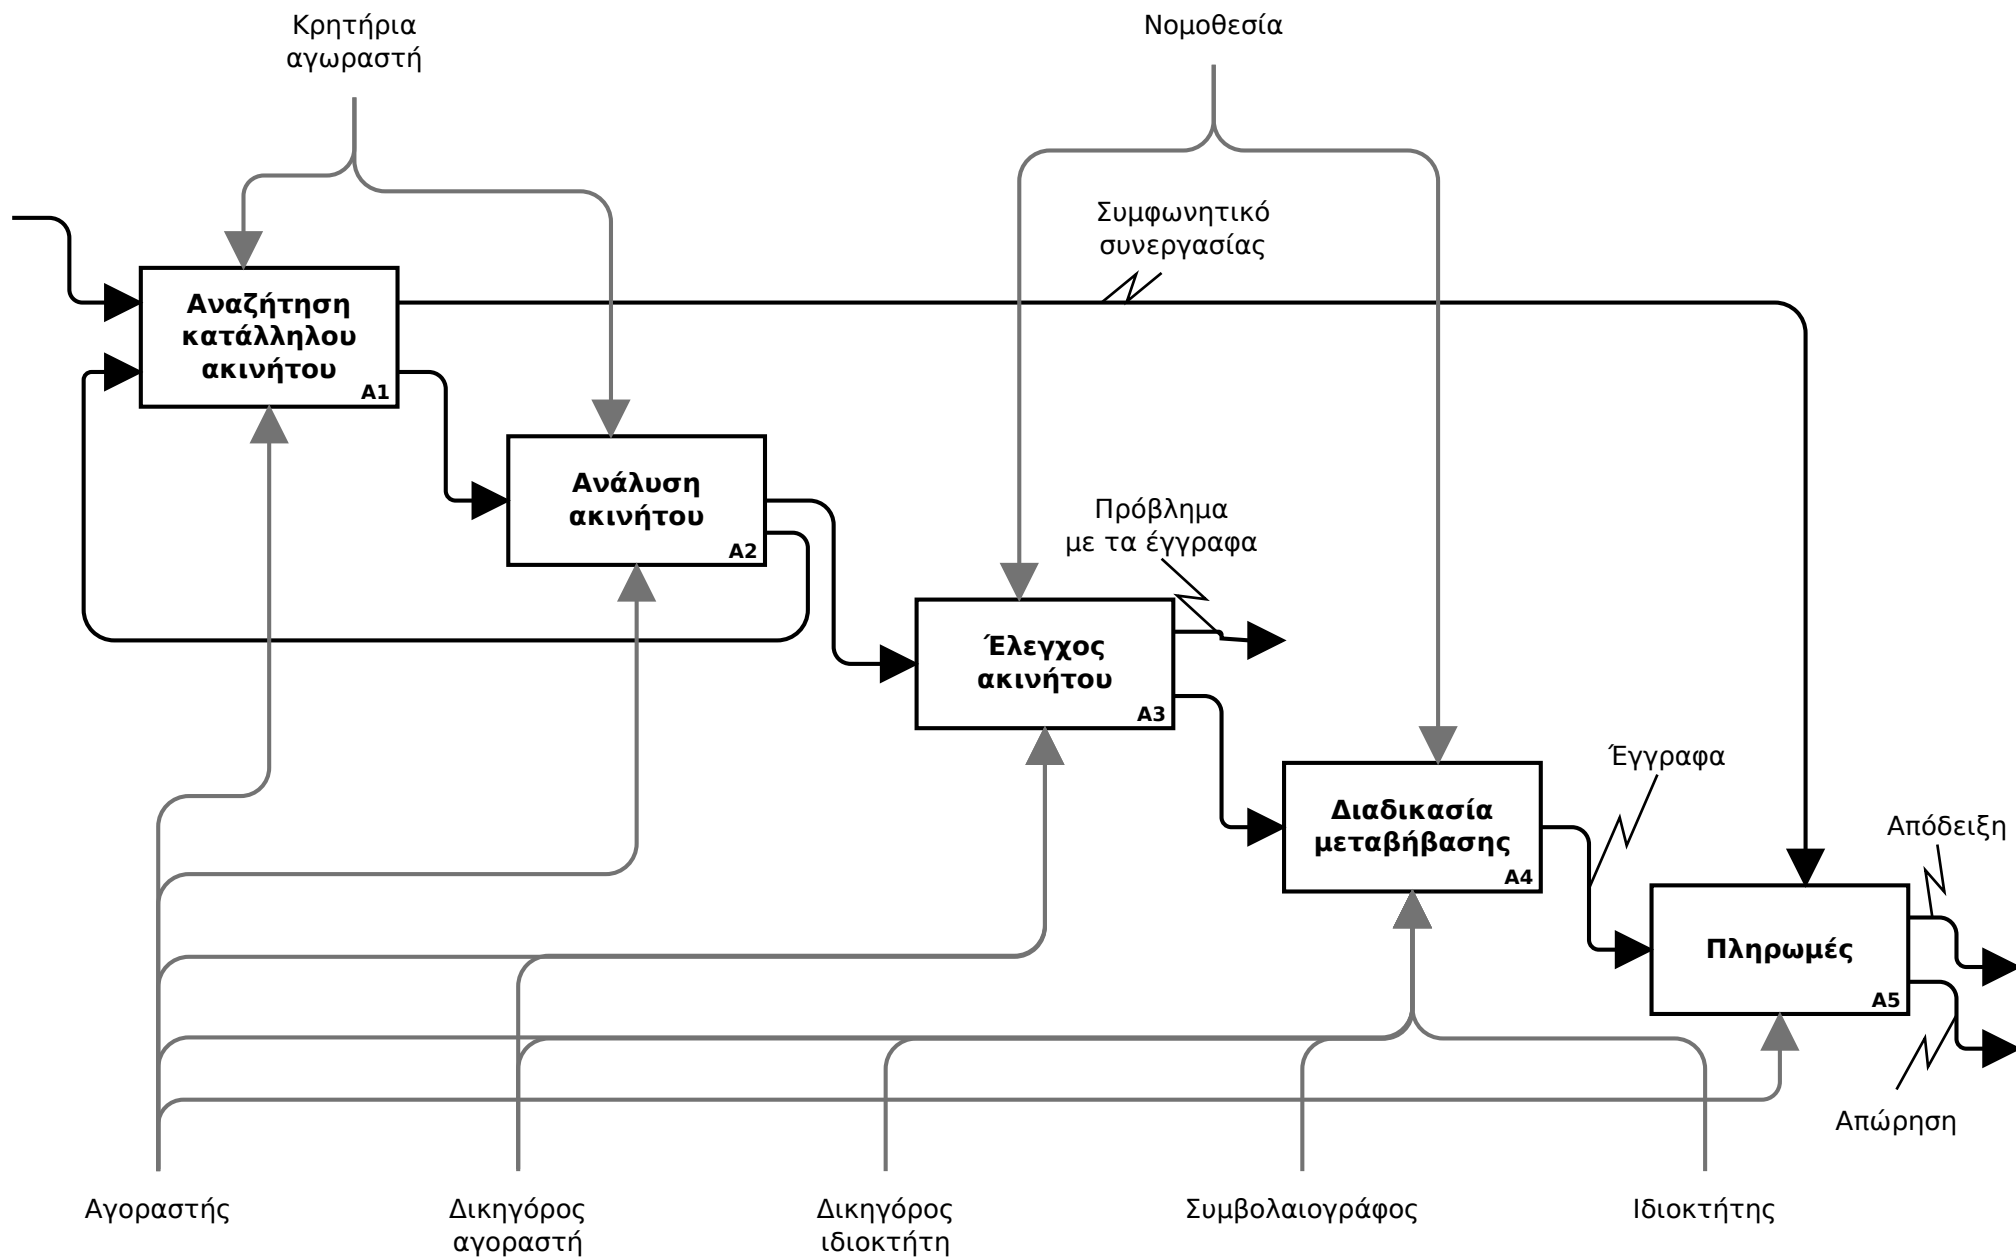 Κρητήρια
αγωραστή
Νομοθεσία
Συμφωνητικό
συνεργασίας
Αναζήτηση
κατάλληλου
ακινήτου
A1
Ανάλυση
ακινήτου
A2
Πρόβλημα
με τα έγγραφα
Έλεγχος
ακινήτου
A3
Έγγραφα
Διαδικασία
μεταβήβασης
A4
Απόδειξη
Πληρωμές
A5
Απώρηση
Αγοραστής
Δικηγόρος
αγοραστή
Δικηγόρος
ιδιοκτήτη
Συμβολαιογράφος
Ιδιοκτήτης